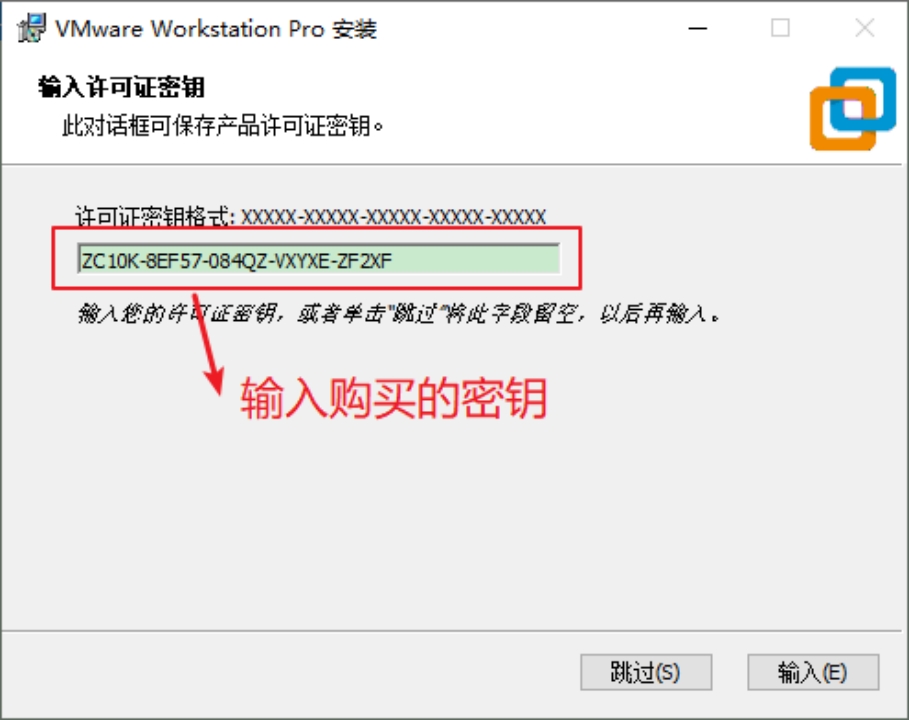 VMware Workstation Pro 安装
输入许可证密钥
此对话框可保存产品许可证密钥。
许可证密钥格式: XXXXX-XXXXX-XXXXX-XXXXX-XXXXX
ZC10K-8EF57-084QZ-VXYXE-ZF2XF
输入您的许可证密钥，或者单击"跳过"将此字段留空，以后再输入。
输入购买的密钥
跳过(S)
输入(E)